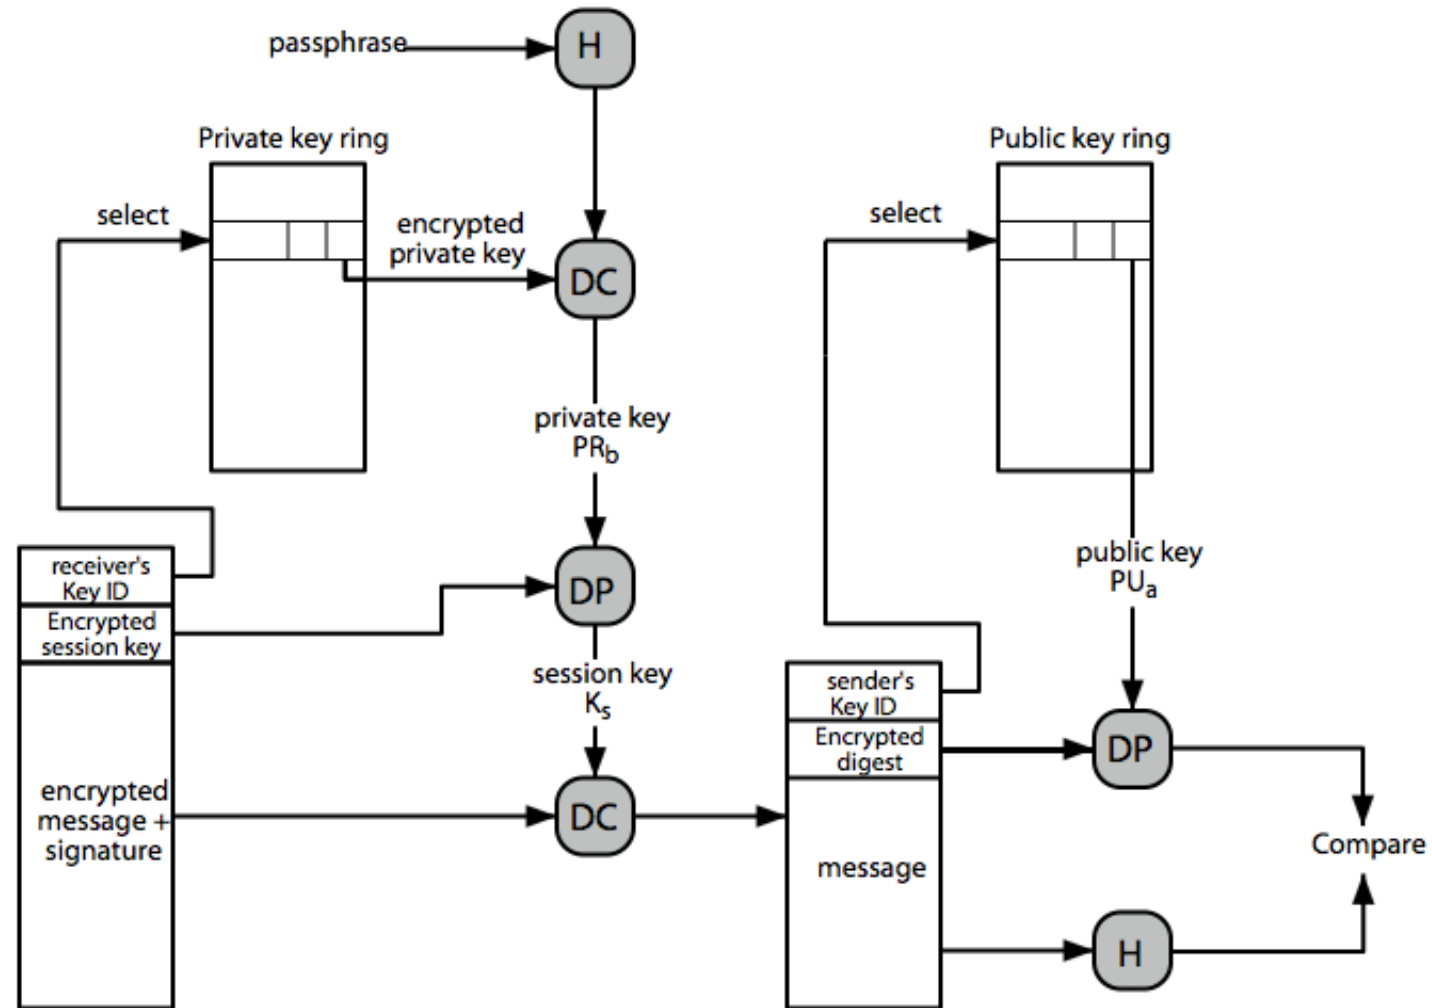 passphrase
H
Private key ring
Public key ring
select
encrypted
private key
select
DC
private key
PRb
receiver's
Key ID
Encrypted
session key
DP
public key
PUa
session key
Ks
sender's
Key ID
Encrypted
digest
DP
encrypted
message +
signature
DC
message
Compare
H